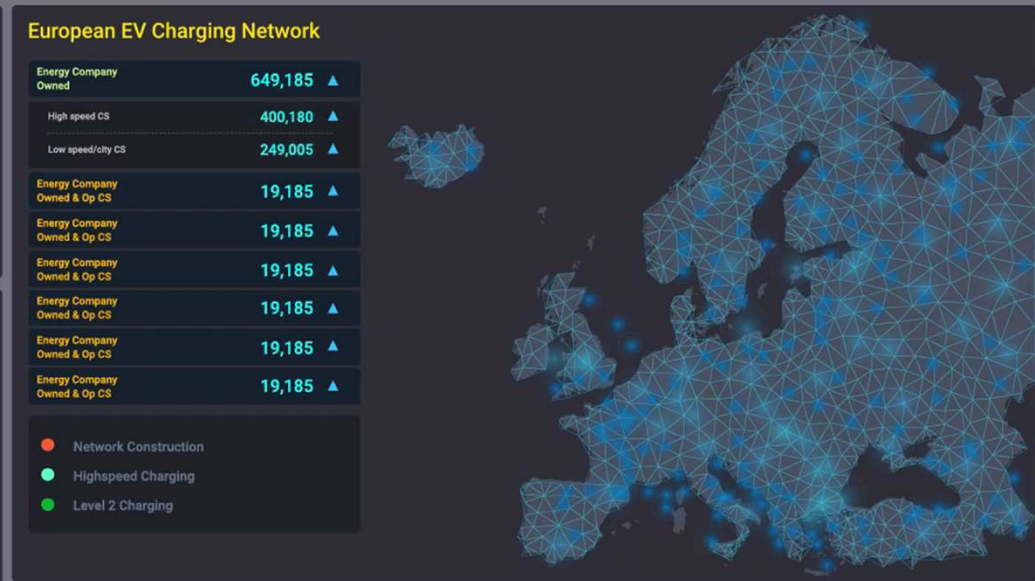 European EV Charging Network
Energy Company
Owned
649,185
High speed CS
400,180
Low speed/city CS
249,005
Energy Company
Owned & Op CS
19,185
Energy Company
Owned & Op CS
19,185
Energy Company
Owned & Op CS
19,185
Energy Company
Owned & Op CS
19,185
Energy Company
Owned & Op CS
19,185
Energy Company
Owned & Op CS
19,185
Network Construction
Highspeed Charging
Level 2 Charging